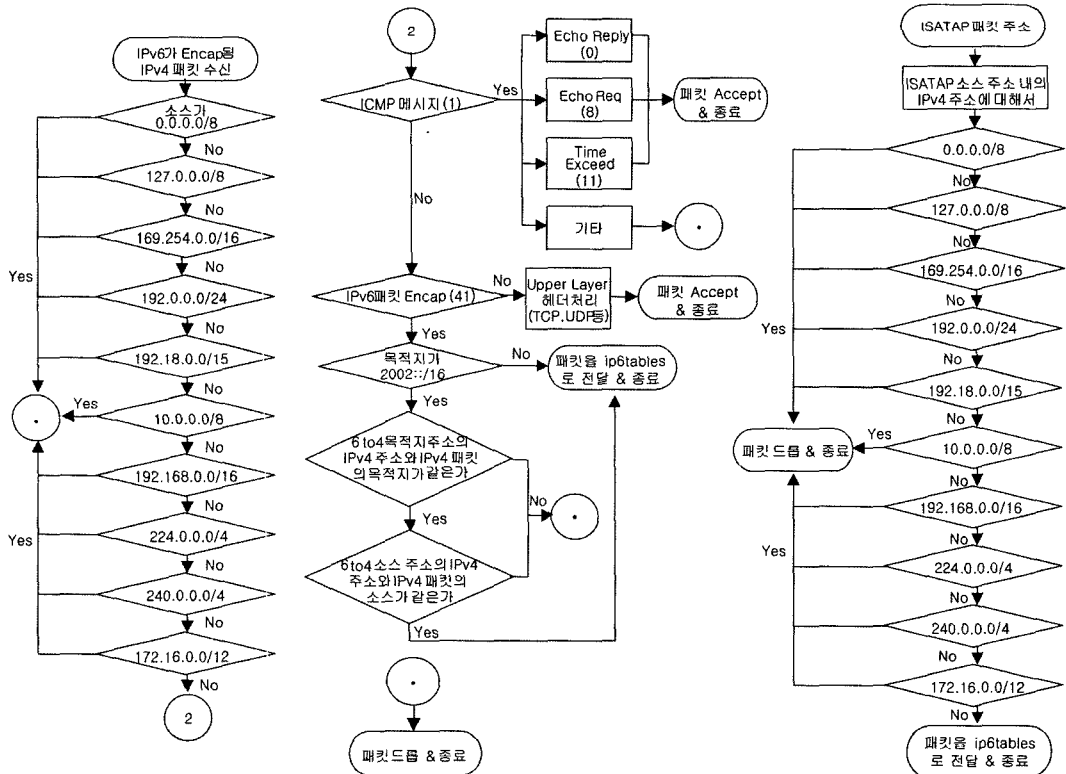 IPv6가 Encap됨
IPv4 패킷 수신
소스가
0.0.0.0/8
No
127.0.0.0/8
No
169.254.0.0/16
Yes
No
192.0.0.0/24
No
192.18.0.0/15
No
.
Yes
10.0.0.0/8
No
192.168.0.0/16
No
Yes
224.0.0.0/4
No
240.0.0.0/4
No
172.16.0.0/12
No
2
2
ICMP 메시지 (1)
Yes
Echo Reply
(0)
Echo Req
(8)
Time
Exceed
(11)
기타
패킷 Accept
& 종료
.
No
IPv6패킷 Encap (41)
No
Upper Layer
헤더처리
(TCP,UDP등)
패킷 Accept
& 종료
Yes
목적지가
2002::/16
No
패킷을 ip6tables
로 전달 & 종료
Yes
6to4목적지주소의
IPv4 주소와IPv4 패킷
의목적지가같은가
No
.
Yes
6to4소스 주소의IPv4
주소와IPv4 패킷의
소스가 같은가
Yes
.
패킷드롭 & 종료
ISATAP 패킷 주소
ISATAP 소스 주소 내의
IPv4 주소에 대해서
0.0.0.0/8
No
127.0.0.0/8
No
169.254.0.0/16
No
Yes
192.0.0.0/24
No
192.18.0.0/15
No
패킷 드롭 & 종료
Yes
10.0.0.0/8
No
192.168.0.0/16
No
Yes
224.0.0.0/4
No
240.0.0.0/4
No
172.16.0.0/12
No
패킷을 ip6tables
로 전달 & 종료